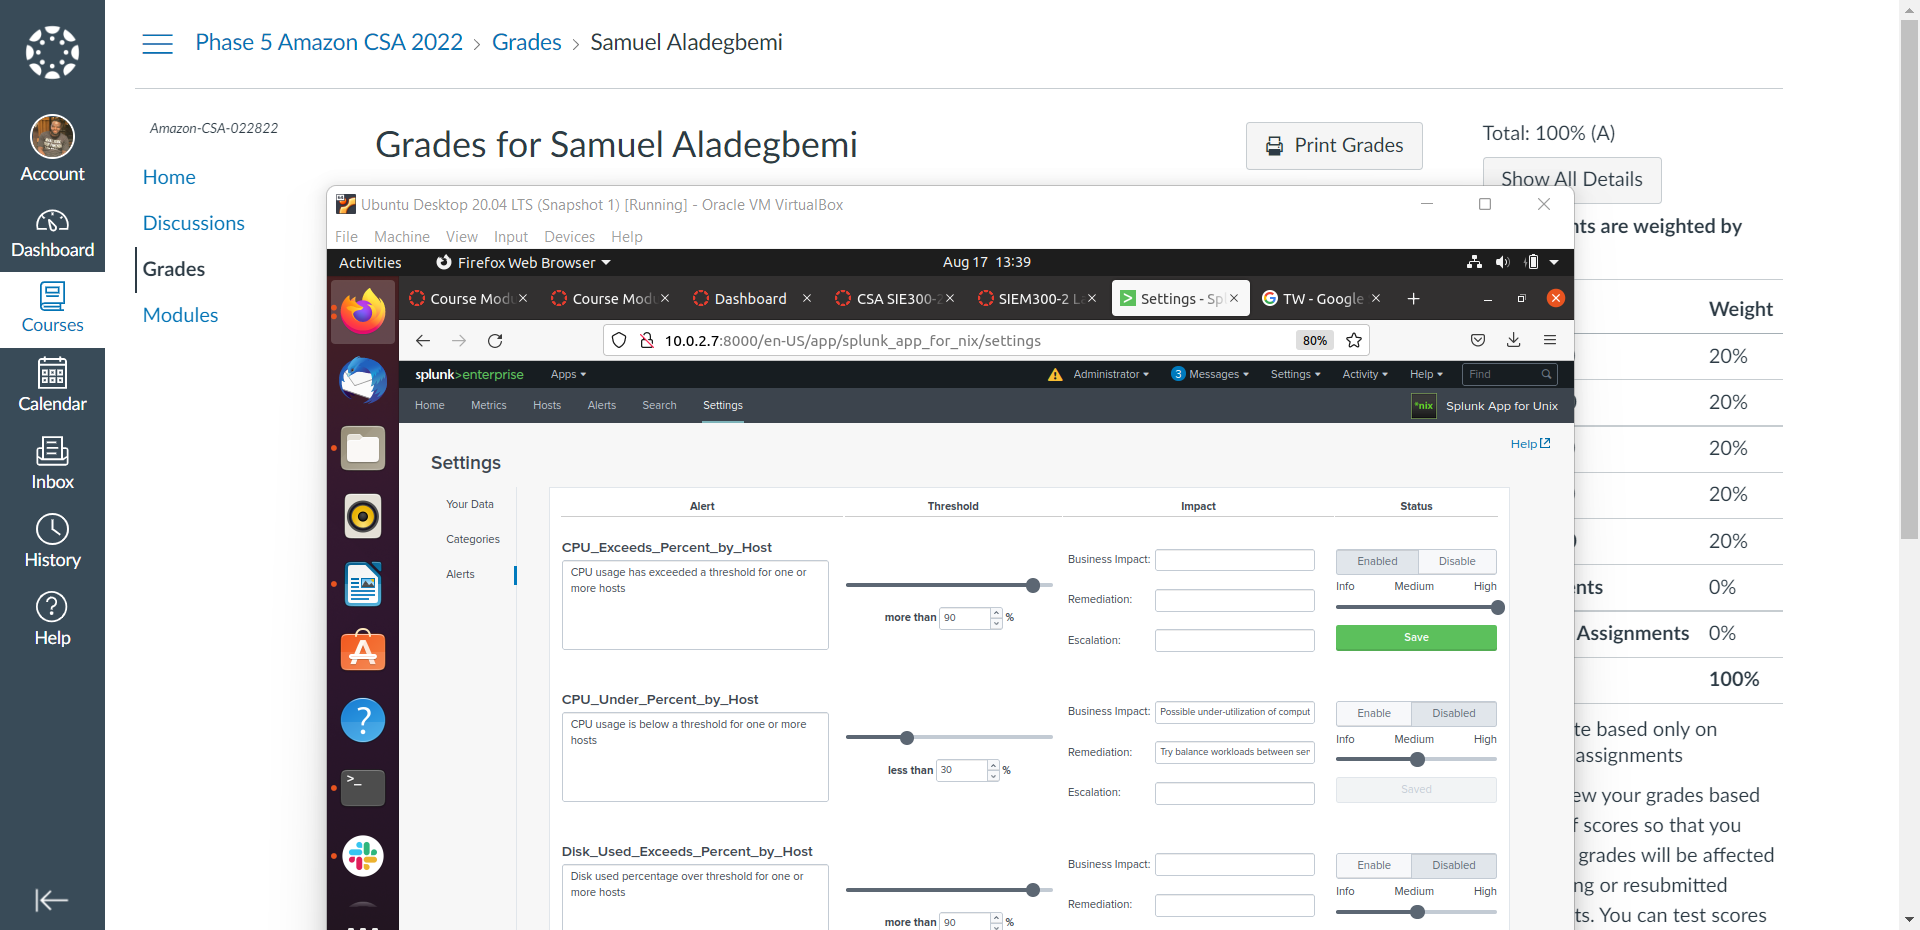 Phase 5 Amazon CSA 2022 › Grades › Samuel Aladegbemi
Account
Dashboard
Courses
Calendar
Inbox
History
Help
Amazon-CSA-022822
Home
Discussions
Grades
Modules
Grades for Samuel Aladegbemi
Print Grades
Total: 100% (A)
Show All Details
nts are weighted by
Weight
20%
20%
20%
20%
20%
nts 0%
Assignments 0%
100%
te based only on
assignments
ew your grades based
f scores so that you
grades will be affected
ng or resubmitted
ts. You can test scores
Ubuntu Desktop 20.04 LTS (Snapshot 1) [Running] - Oracle VM VirtualBox
File Machine View Input Devices Help
Activities Firefox Web Browser Aug 17 13:39
Course Modu Course Modu Dashboard CSA SIE300-2 SIEM300-2 La Settings - Spl TW - Google
10.0.2.7:8000/en-US/app/splunk_app_for_nix/settings 80%
splunk>enterprise Apps Administrator 3 Messages Settings Activity Help Find
Home Metrics Hosts Alerts Search Settings *nix Splunk App for Unix
Help
Settings
Your Data
Categories
Alerts
Alert Threshold Impact Status
CPU_Exceeds_Percent_by_Host
CPU usage has exceeded a threshold for one or
more hosts
more than 90 %
Business Impact:
Remediation:
Escalation:
Enabled Disable
Info Medium High
Save
CPU_Under_Percent_by_Host
CPU usage is below a threshold for one or more
hosts
less than 30 %
Business Impact: Possible under-utilization of comput
Remediation: Try balance workloads between ser
Escalation:
Enable Disabled
Info Medium High
Saved
Disk_Used_Exceeds_Percent_by_Host
Disk used percentage over threshold for one or
more hosts
more than 90 %
Business Impact:
Remediation:
Enable Disabled
Info Medium High